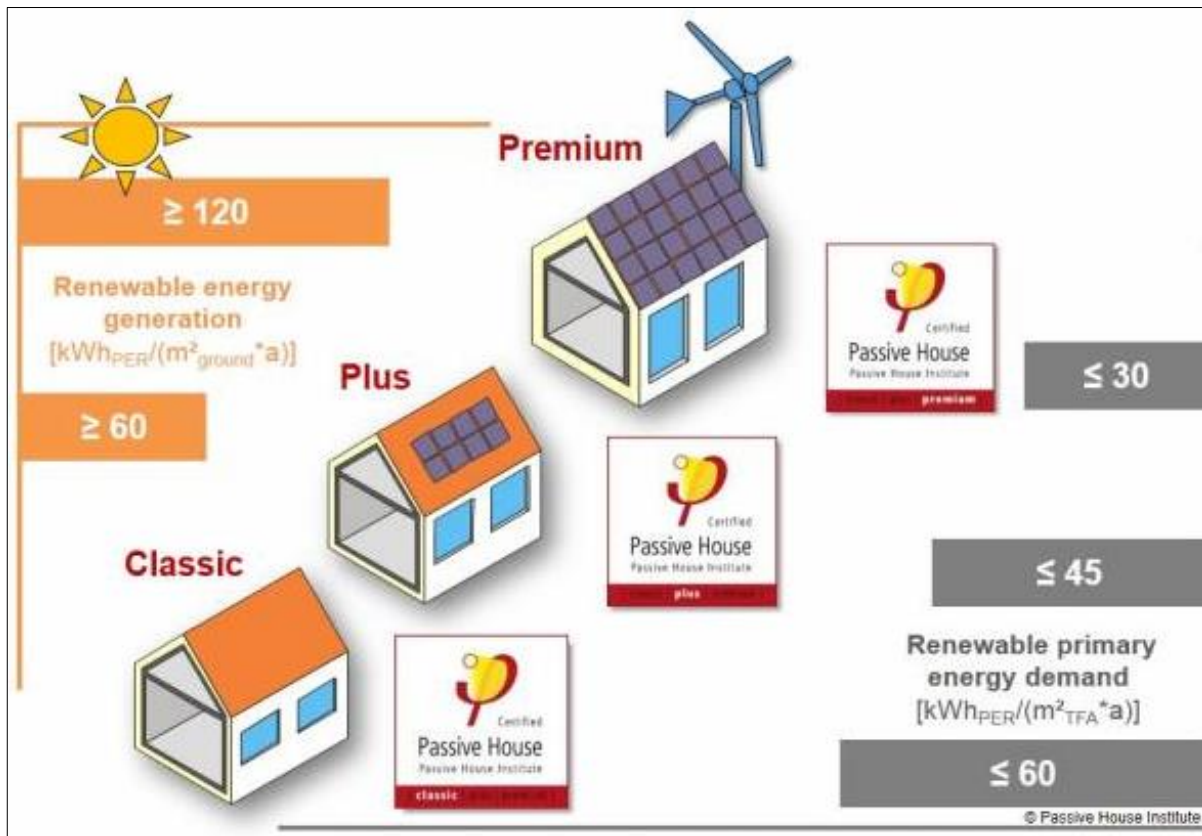 Premium
≥ 120
Renewable energy
generation
[kWhPER/(m²ground*a)]
Certified
Passive House
Passive House Institute
premium
≤ 30
Plus
≥ 60
Certified
Passive House
Passive House Institute
plus
≤ 45
Classic
Renewable primary
energy demand
[kWhPER/(m²TFA*a)]
Certified
Passive House
Passive House Institute
classic
≤ 60
© Passive House Institute